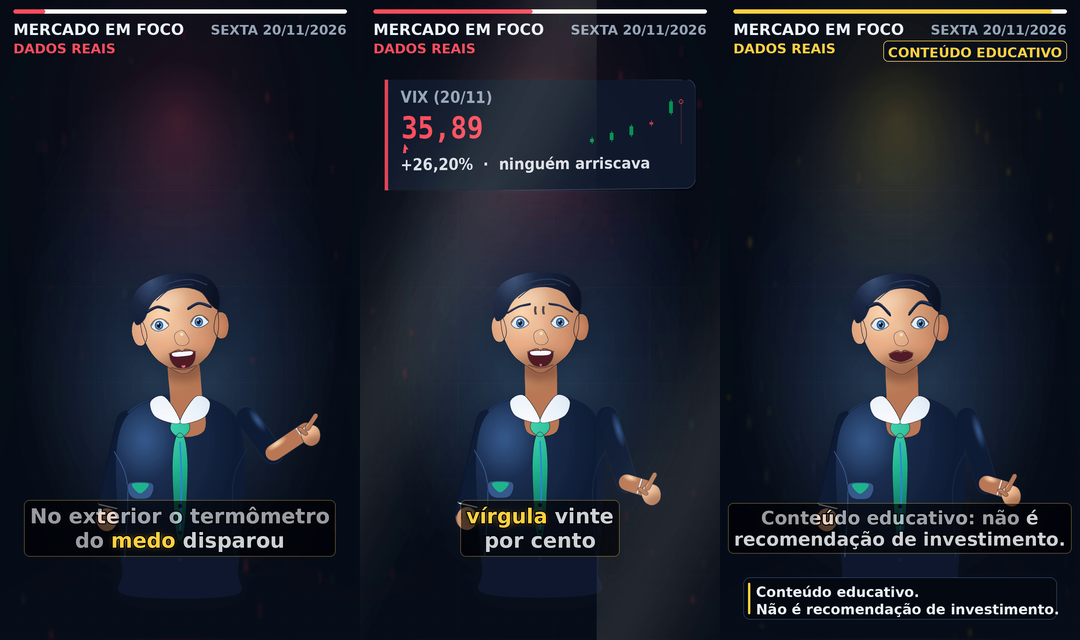 MERCADO EM FOCO SEXTA 20/11/2026
DADOS REAIS
No exterior o termômetro
do medo disparou
MERCADO EM FOCO SEXTA 20/11/2026
DADOS REAIS
VIX (20/11)
35,89
+26,20% · ninguém arriscava
vírgula vinte
por cento
MERCADO EM FOCO SEXTA 20/11/2026
DADOS REAIS CONTEÚDO EDUCATIVO
Conteúdo educativo: não é
recomendação de investimento.
Conteúdo educativo.
Não é recomendação de investimento.